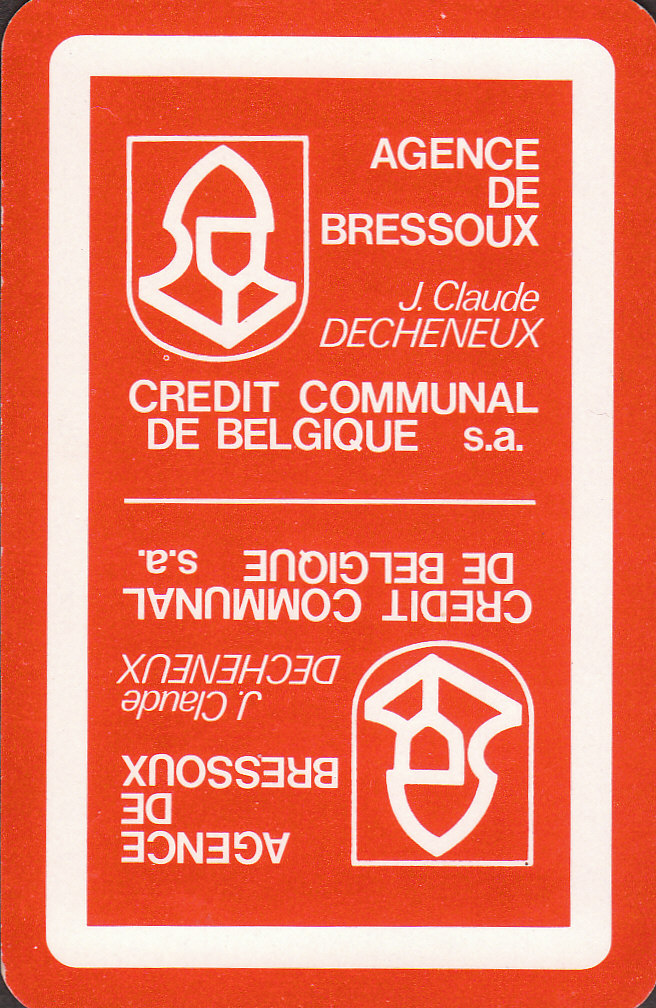 AGENCE
DE
BRESSOUX
J. Claude
DECHENEUX
CREDIT COMMUNAL
DE BELGIQUE s.a.
CREDIT COMMUNAL
DE BELGIQUE s.a.
J. Claude
DECHENEUX
AGENCE
DE
BRESSOUX